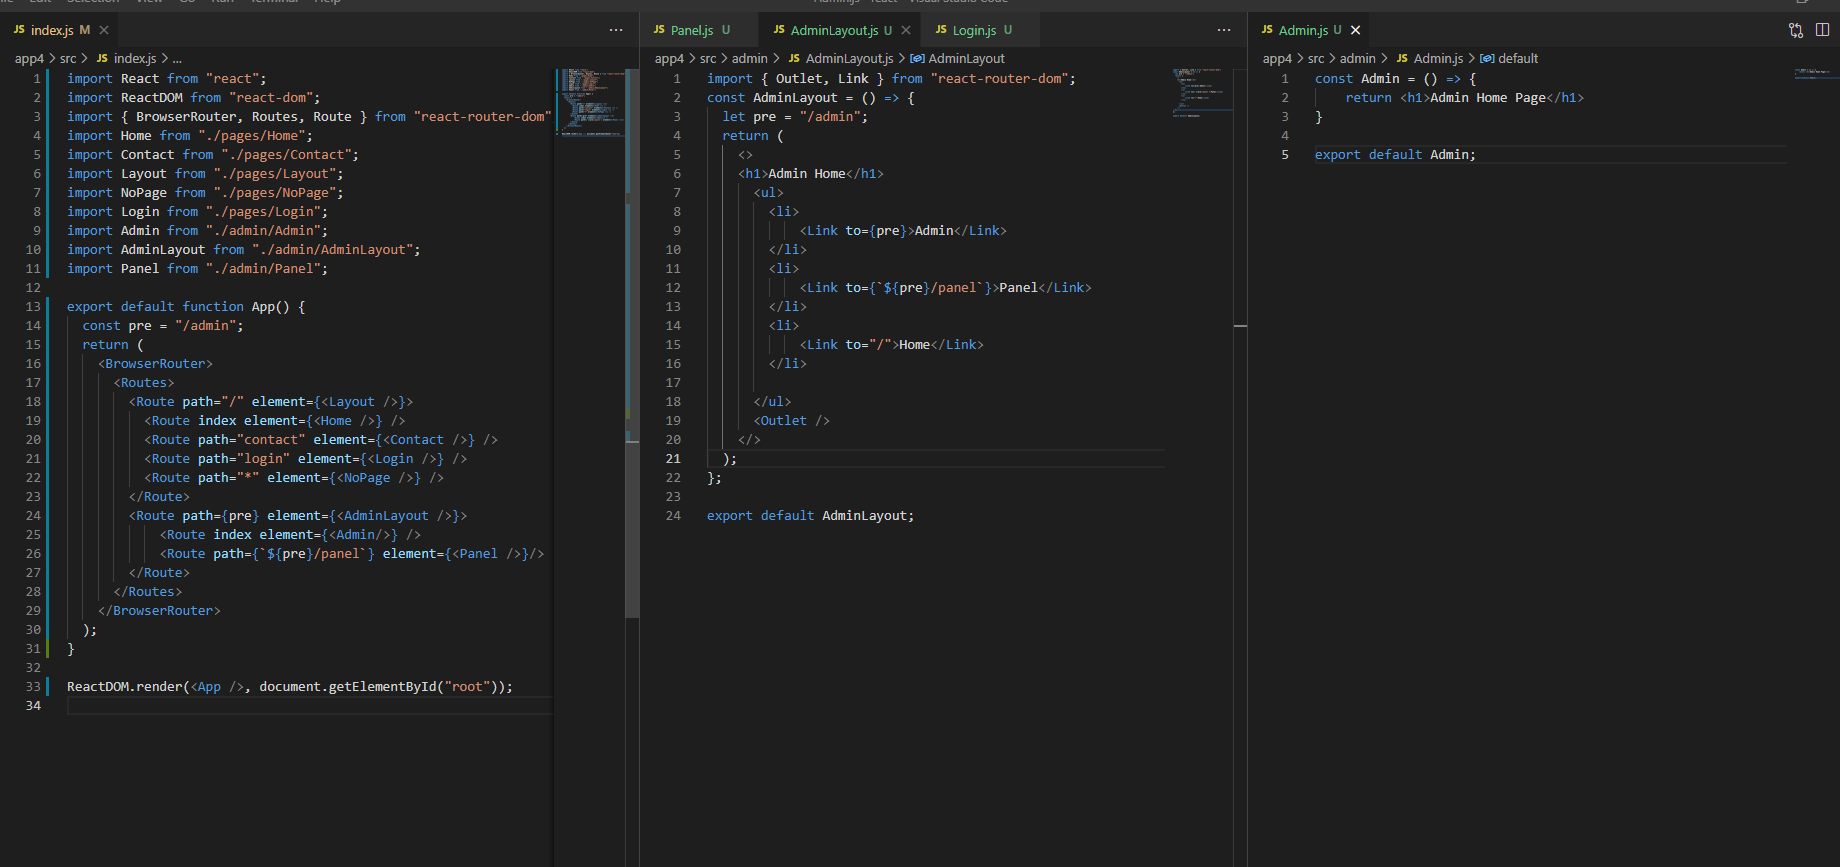 Edit Selection View Go Run Terminal Help
Visual Studio Code
JS index.js M
JS Panel.js U
JS AdminLayout.js U
JS Login.js U
JS Admin.js U
app4 > src > JS index.js > ...
1 import React from "react";
2 import ReactDOM from "react-dom";
3 import { BrowserRouter, Routes, Route } from "react-router-dom"
4 import Home from "./pages/Home";
5 import Contact from "./pages/Contact";
6 import Layout from "./pages/Layout";
7 import NoPage from "./pages/NoPage";
8 import Login from "./pages/Login";
9 import Admin from "./admin/Admin";
10 import AdminLayout from "./admin/AdminLayout";
11 import Panel from "./admin/Panel";
12
13 export default function App() {
14 const pre = "/admin";
15 return (
16 <BrowserRouter>
17 <Routes>
18 <Route path="/" element={<Layout />}>
19 <Route index element={<Home />} />
20 <Route path="contact" element={<Contact />} />
21 <Route path="login" element={<Login />} />
22 <Route path="*" element={<NoPage />} />
23 </Route>
24 <Route path={pre} element={<AdminLayout />}>
25 <Route index element={<Admin/>} />
26 <Route path={`${pre}/panel`} element={<Panel />}/>
27 </Route>
28 </Routes>
29 </BrowserRouter>
30 );
31 }
32
33 ReactDOM.render(<App />, document.getElementById("root"));
34
app4 > src > admin > JS AdminLayout.js > AdminLayout
1 import { Outlet, Link } from "react-router-dom";
2 const AdminLayout = () => {
3 let pre = "/admin";
4 return (
5 <>
6 <h1>Admin Home</h1>
7 <ul>
8 <li>
9 <Link to={pre}>Admin</Link>
10 </li>
11 <li>
12 <Link to={`${pre}/panel`}>Panel</Link>
13 </li>
14 <li>
15 <Link to="/">Home</Link>
16 </li>
17
18 </ul>
19 <Outlet />
20 </>
21 );
22 };
23
24 export default AdminLayout;
app4 > src > admin > JS Admin.js > default
1 const Admin = () => {
2 return <h1>Admin Home Page</h1>
3 }
4
5 export default Admin;